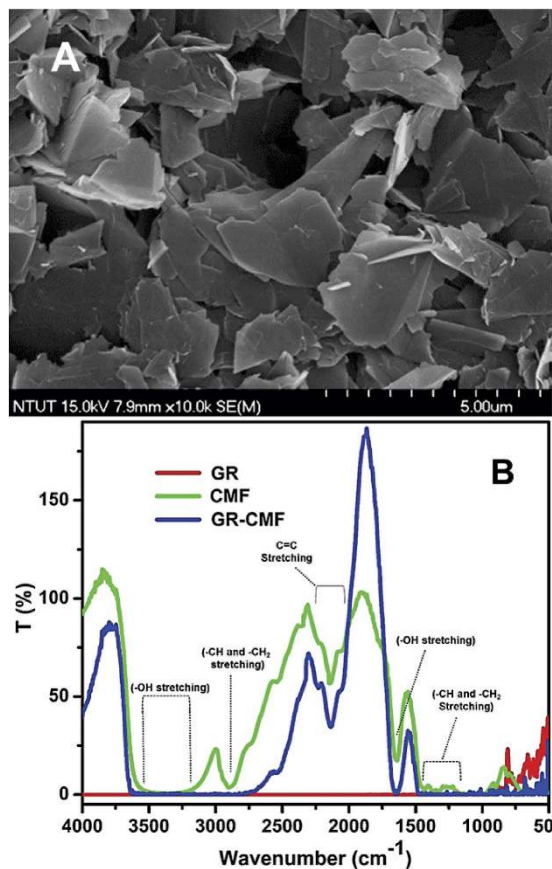 A
NTUT 15.0kV 7.9mm x10.0k SE(M)
5.00um
B
GR
CMF
GR-CMF
C=C
Stretching
(-CH and -CH₂
stretching)
(-OH stretching)
(-OH stretching)
(-CH and -CH₂
Stretching)
T (%)
150
100
50
0
4000
3500
3000
2500
2000
1500
1000
500
Wavenumber (cm⁻¹)